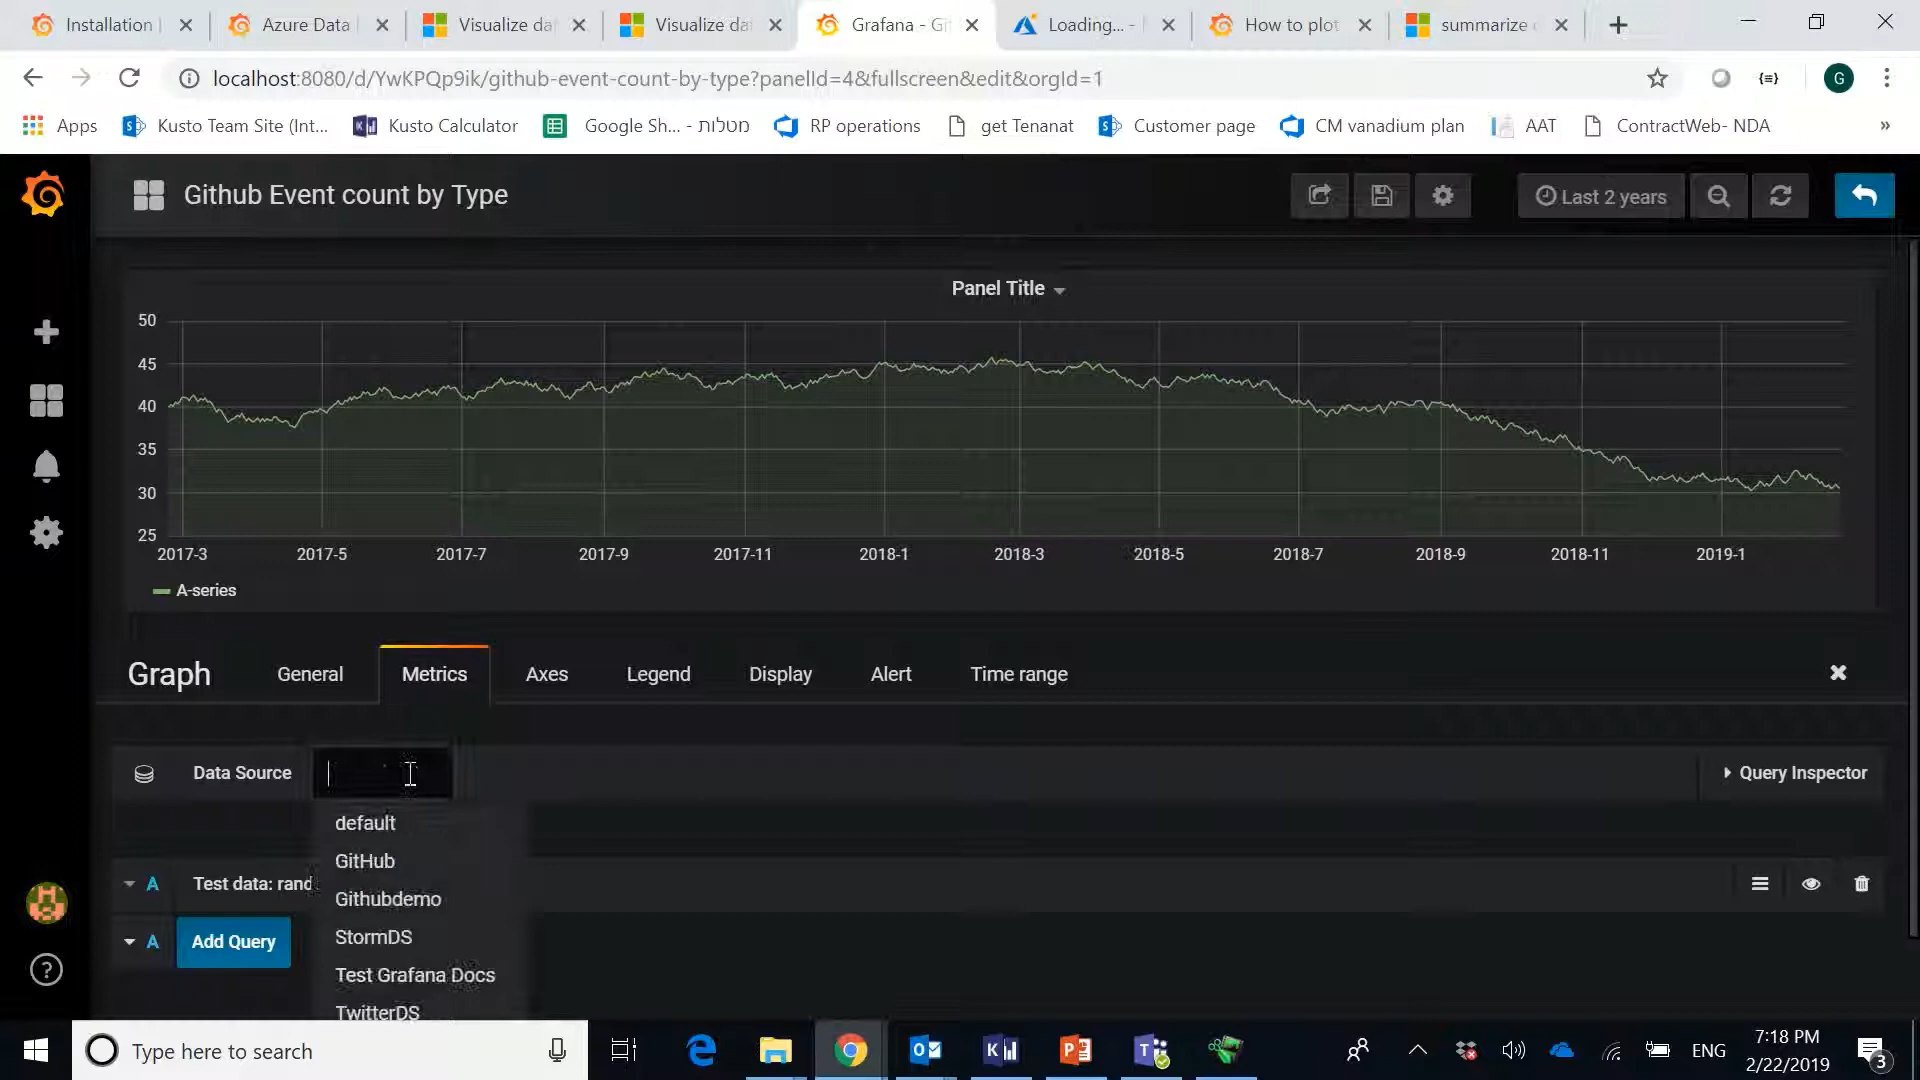 Installation
Azure Data
Visualize da
Visualize da
Grafana - Gi
Loading... -
How to plot
summarize
localhost:8080/d/YwKPQp9ik/github-event-count-by-type?panelId=4&fullscreen&edit&orgId=1
G
Apps
Kusto Team Site (Int...
Kusto Calculator
Google Sh... - מטלות
RP operations
get Tenanat
Customer page
CM vanadium plan
AAT
ContractWeb- NDA
»
Github Event count by Type
Last 2 years
Panel Title
50
45
40
35
30
25
2017-3 2017-5 2017-7 2017-9 2017-11 2018-1 2018-3 2018-5 2018-7 2018-9 2018-11 2019-1
A-series
Graph
General
Metrics
Axes
Legend
Display
Alert
Time range
Data Source
Query Inspector
default
GitHub
Githubdemo
StormDS
Test Grafana Docs
TwitterDS
A Test data: rand
A Add Query
Type here to search
ENG
7:18 PM
2/22/2019
3